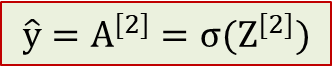 ŷ = A[2] = σ(Z[2])